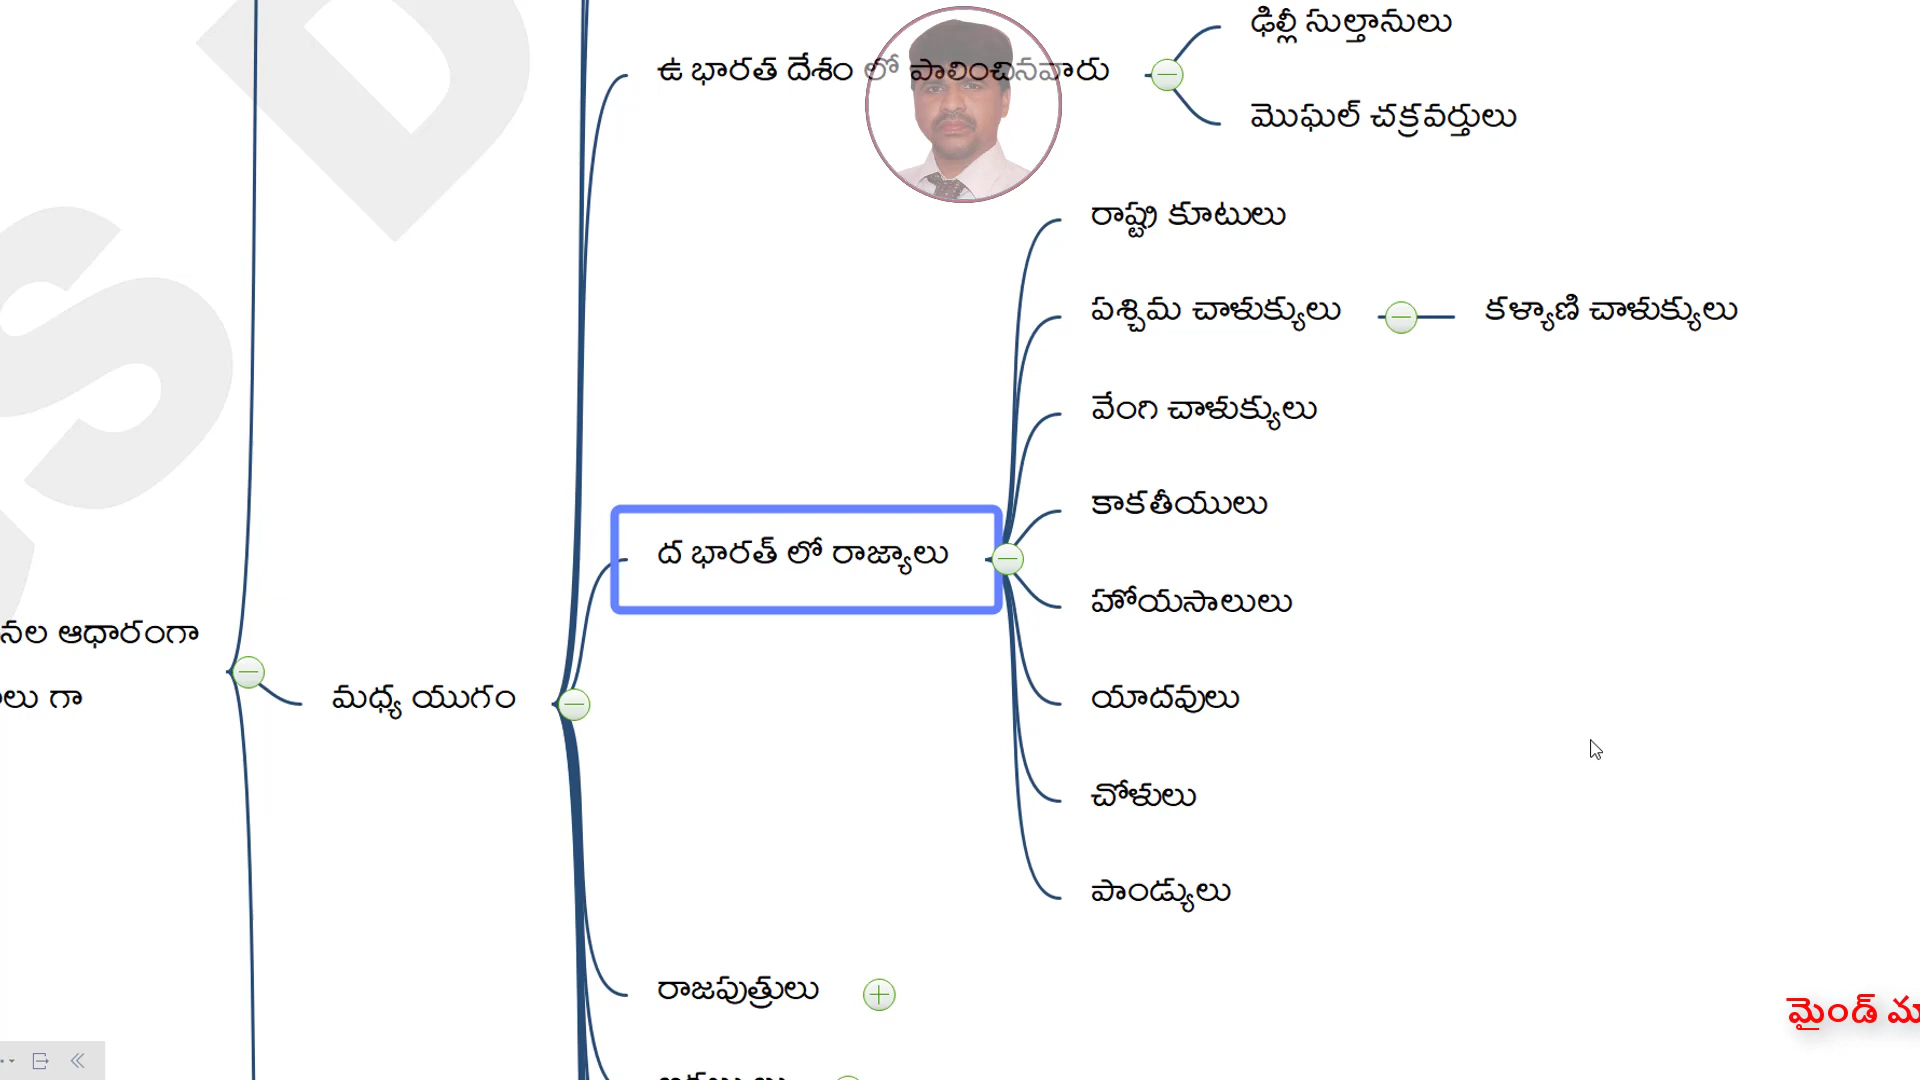 ఢిల్లీ సుల్తానులు
ఉ భారత్ దేశం లో పాలించినవారు
మొఘల్ చక్రవర్తులు
రాష్ట్ర కూటులు
పశ్చిమ చాళుక్యులు
కళ్యాణి చాళుక్యులు
వేంగి చాళుక్యులు
కాకతీయులు
ద భారత్ లో రాజ్యాలు
హోయసాలులు
నల ఆధారంగా
లు గా
మధ్య యుగం
యాదవులు
చోళులు
పాండ్యులు
రాజపుత్రులు
మైండ్ మా